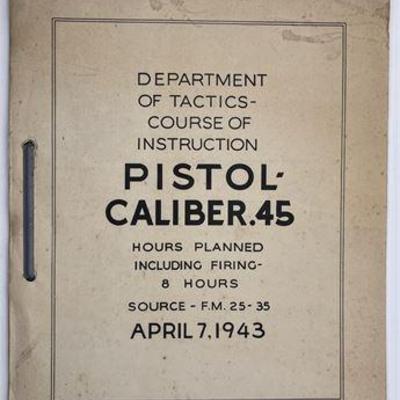 DEPARTMENT
OF TACTICS-
COURSE OF
INSTRUCTION
PISTOL-
CALIBER.45
HOURS PLANNED
INCLUDING FIRING-
8 HOURS
SOURCE - F.M. 25-35
APRIL 7, 1943